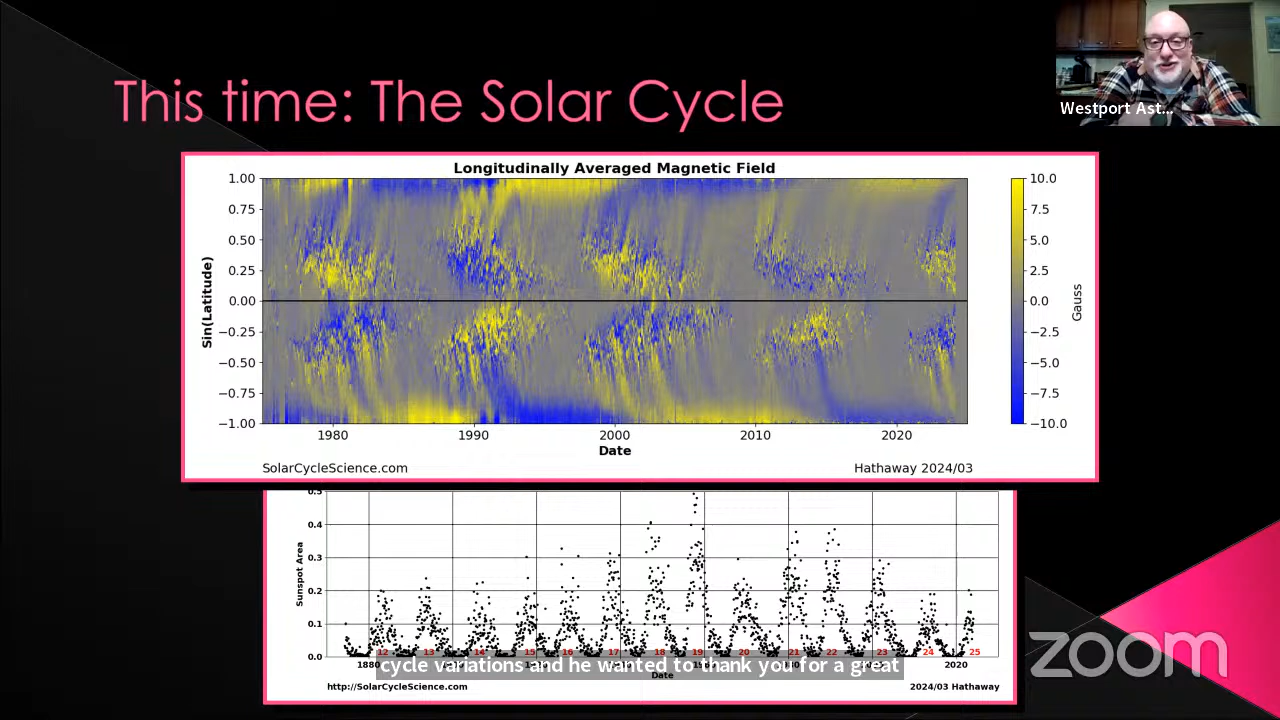 This time: The Solar Cycle
Westport Ast...
Longitudinally Averaged Magnetic Field
1.00
0.75
0.50
0.25
0.00
−0.25
−0.50
−0.75
−1.00
Sin(Latitude)
1980 1990 2000 2010 2020
Date
10.0
7.5
5.0
2.5
0.0
−2.5
−5.0
−7.5
−10.0
Gauss
SolarCycleScience.com Hathaway 2024/03
0.5
0.4
0.3
0.2
0.1
0.0
Sunspot Area
12 13 14 15 16 17 18 19 20 21 22 23 24 25
1880 2020
cycle variations and he wanted to thank you for a great
Date
http://SolarCycleScience.com 2024/03 Hathaway
zoom